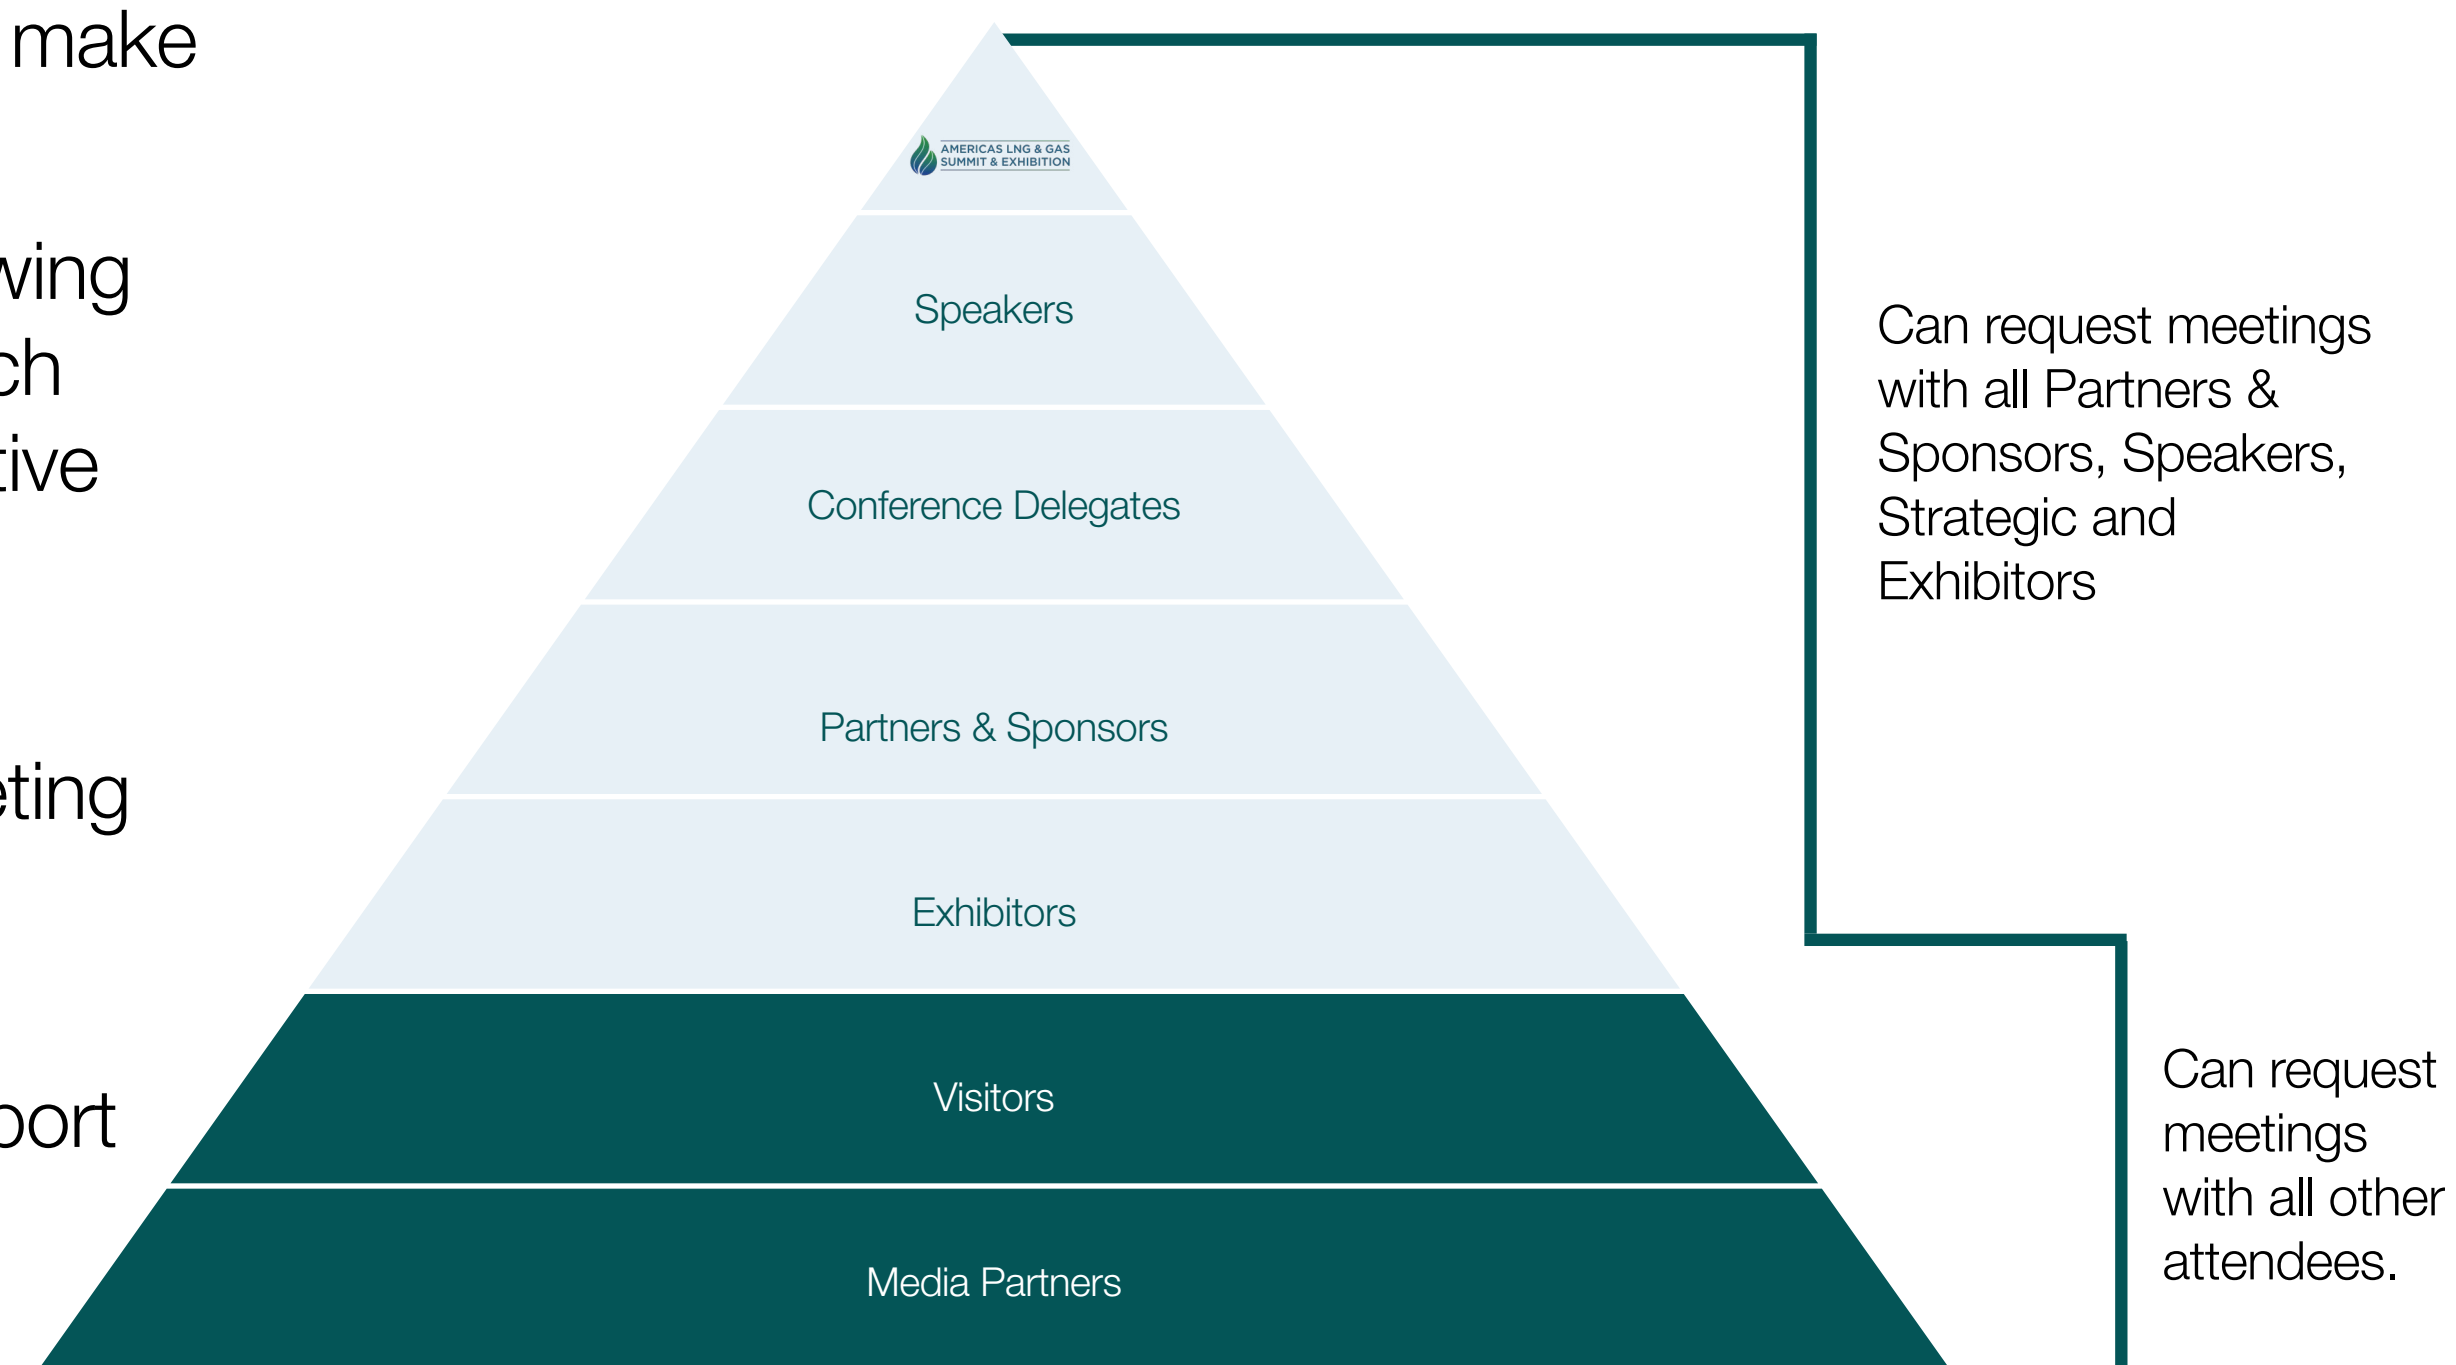 make
wing
ch
tive
eting
port
AMERICAS LNG & GAS
SUMMIT & EXHIBITION
Speakers
Conference Delegates
Partners & Sponsors
Exhibitors
Visitors
Media Partners
Can request meetings
with all Partners &
Sponsors, Speakers,
Strategic and
Exhibitors
Can request
meetings
with all other
attendees.